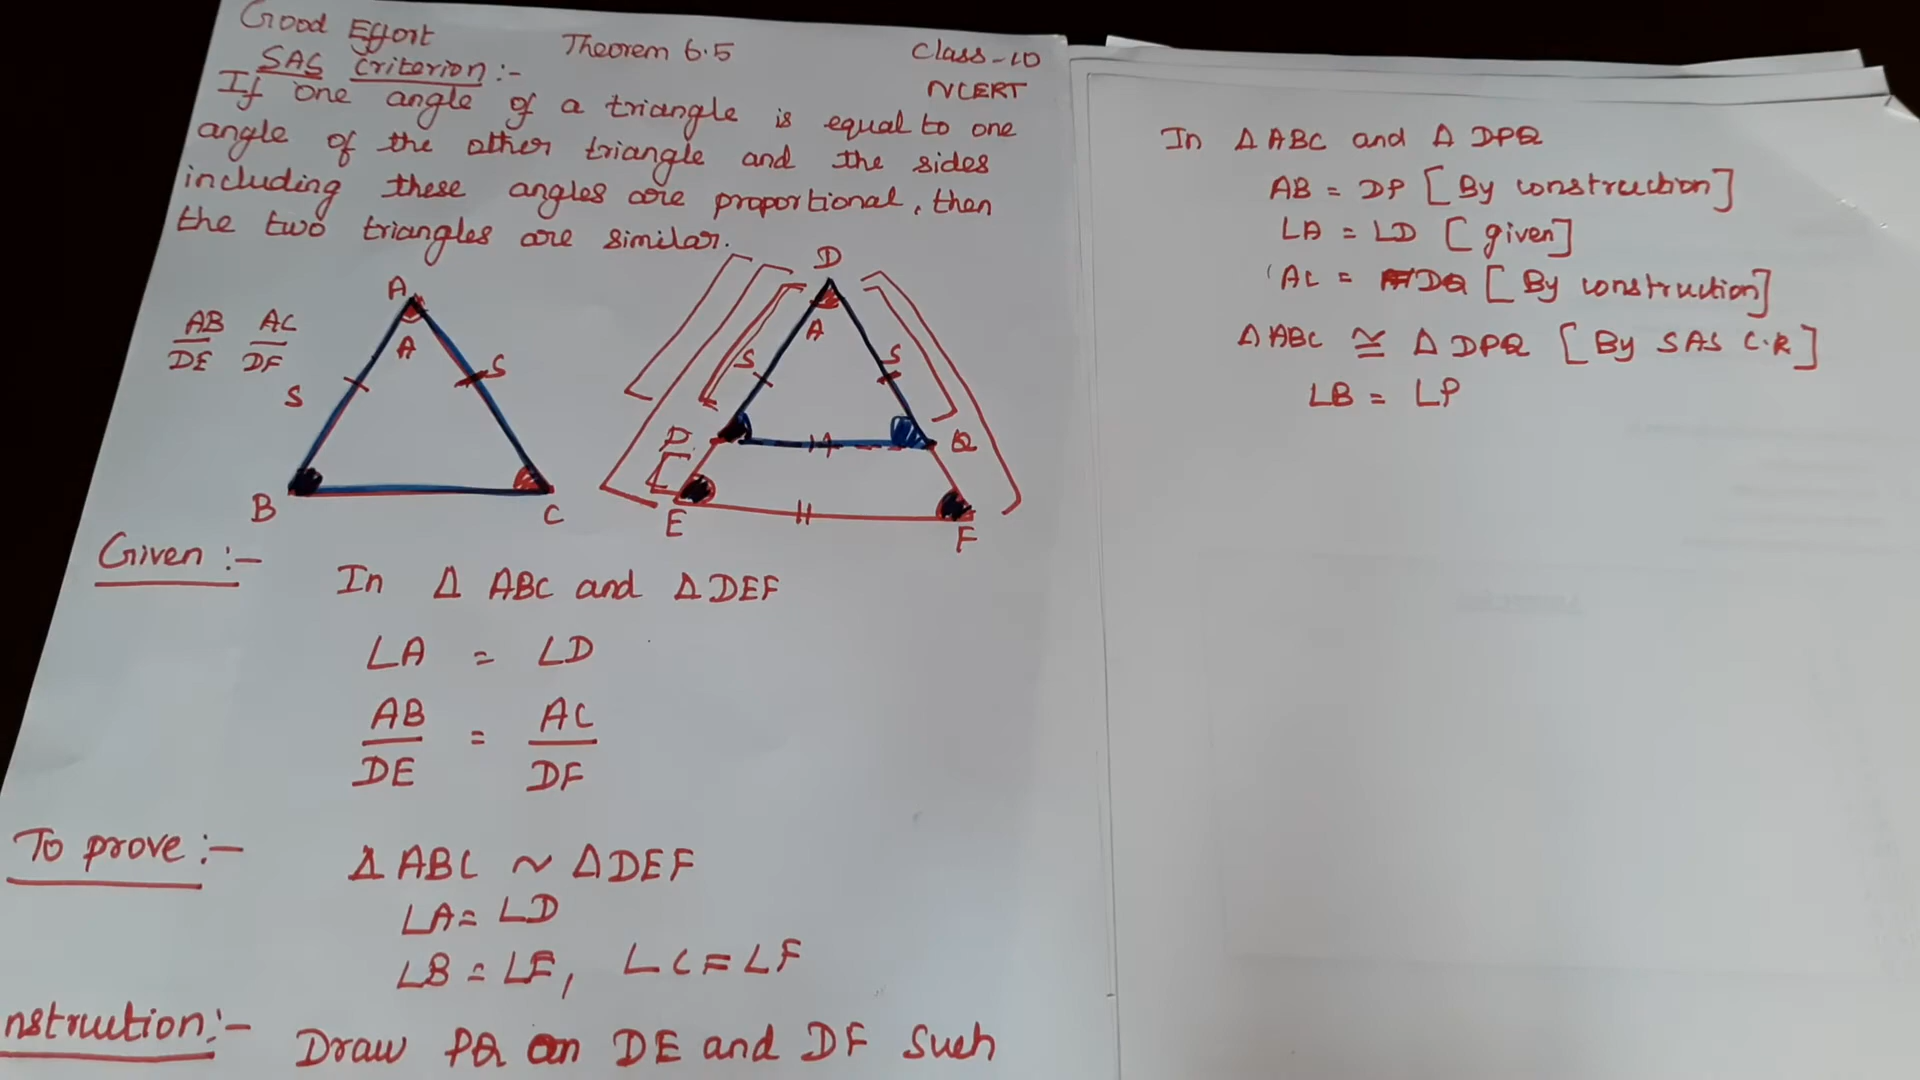 Good Effort
Theorem 6.5
Class-10
NCERT
SAS Criterion :-
If one angle of a triangle is equal to one
angle of the other triangle and the sides
including these angles are proportional, then
the two triangles are similar.
AB AC
DE DF
A
A
S
S
B
C
D
A
S
S
P
Q
E
F
Given :-
In Δ ABC and Δ DEF
∠A = ∠D
AB = AC
DE DF
To prove :-
Δ ABC ~ Δ DEF
∠A = ∠D
∠B = ∠E, ∠C = ∠F
nstruction :-
Draw PQ on DE and DF such
In Δ ABC and Δ DPQ
AB = DP [By construction]
∠A = ∠D [given]
AC = DQ [By construction]
Δ ABC ≅ Δ DPQ [By SAS C.R]
∠B = ∠P